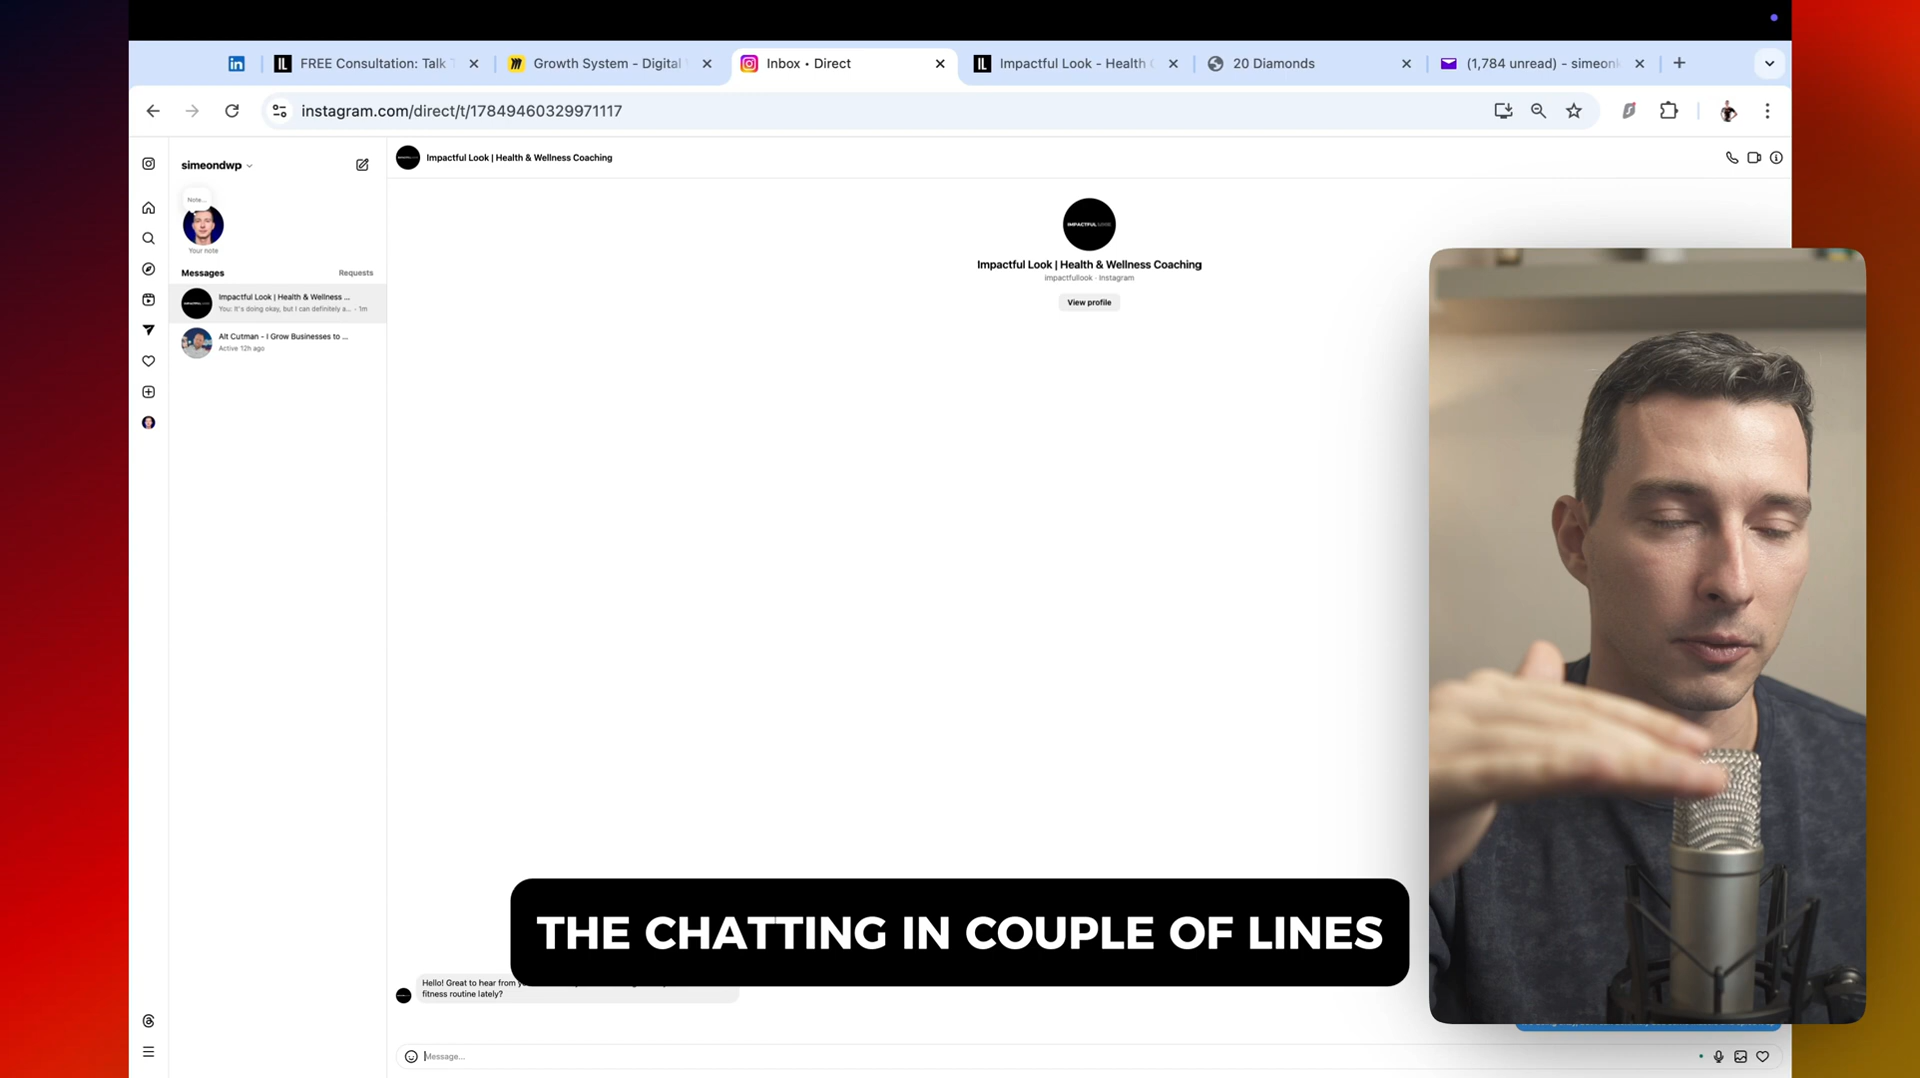 FREE Consultation: Talk
Growth System - Digital
Inbox • Direct
Impactful Look - Health
20 Diamonds
(1,784 unread) - simeon
instagram.com/direct/t/17849460329971117
simeondwp
Note...
Your note
Messages
Requests
Impactful Look | Health & Wellness ...
You: It's doing okay, but I can definitely a... · 1m
Alt Cutman - I Grow Businesses to ...
Active 12h ago
Impactful Look | Health & Wellness Coaching
IMPACTFUL LOOK
Impactful Look | Health & Wellness Coaching
impactfullook · Instagram
View profile
THE CHATTING IN COUPLE OF LINES
Hello! Great to hear from
fitness routine lately?
Message...